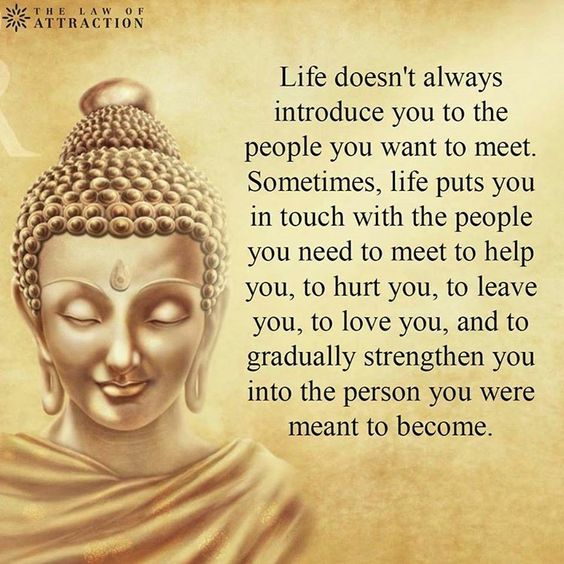 THE LAW OF
ATTRACTION
Life doesn't always
introduce you to the
people you want to meet.
Sometimes, life puts you
in touch with the people
you need to meet to help
you, to hurt you, to leave
you, to love you, and to
gradually strengthen you
into the person you were
meant to become.